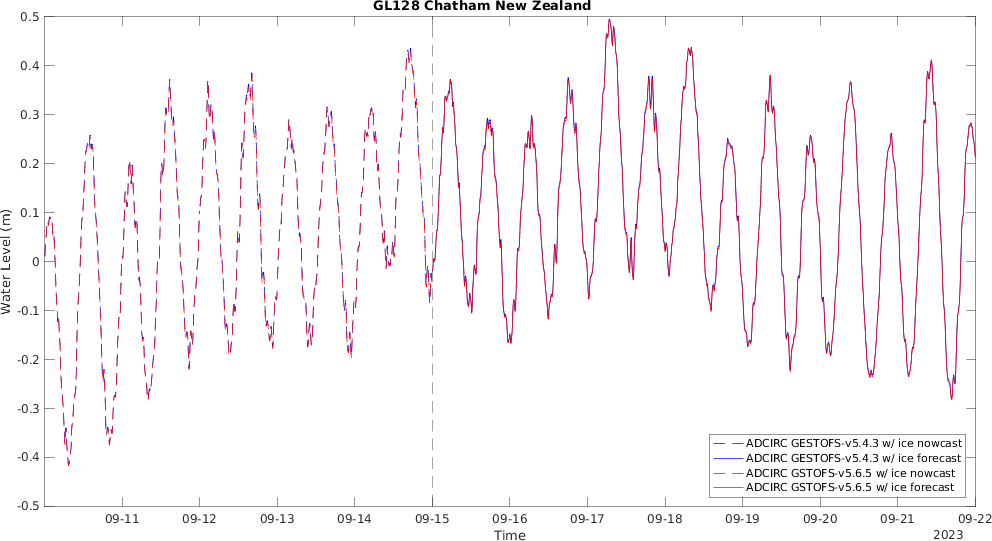 GL128 Chatham New Zealand
0.5
0.4
0.3
0.2
0.1
0
-0.1
-0.2
-0.3
-0.4
-0.5
Water Level (m)
ADCIRC GESTOFS-v5.4.3 w/ ice nowcast
ADCIRC GESTOFS-v5.4.3 w/ ice forecast
ADCIRC GSTOFS-v5.6.5 w/ ice nowcast
ADCIRC GSTOFS-v5.6.5 w/ ice forecast
09-11 09-12 09-13 09-14 09-15 09-16 09-17 09-18 09-19 09-20 09-21 09-22
Time
2023